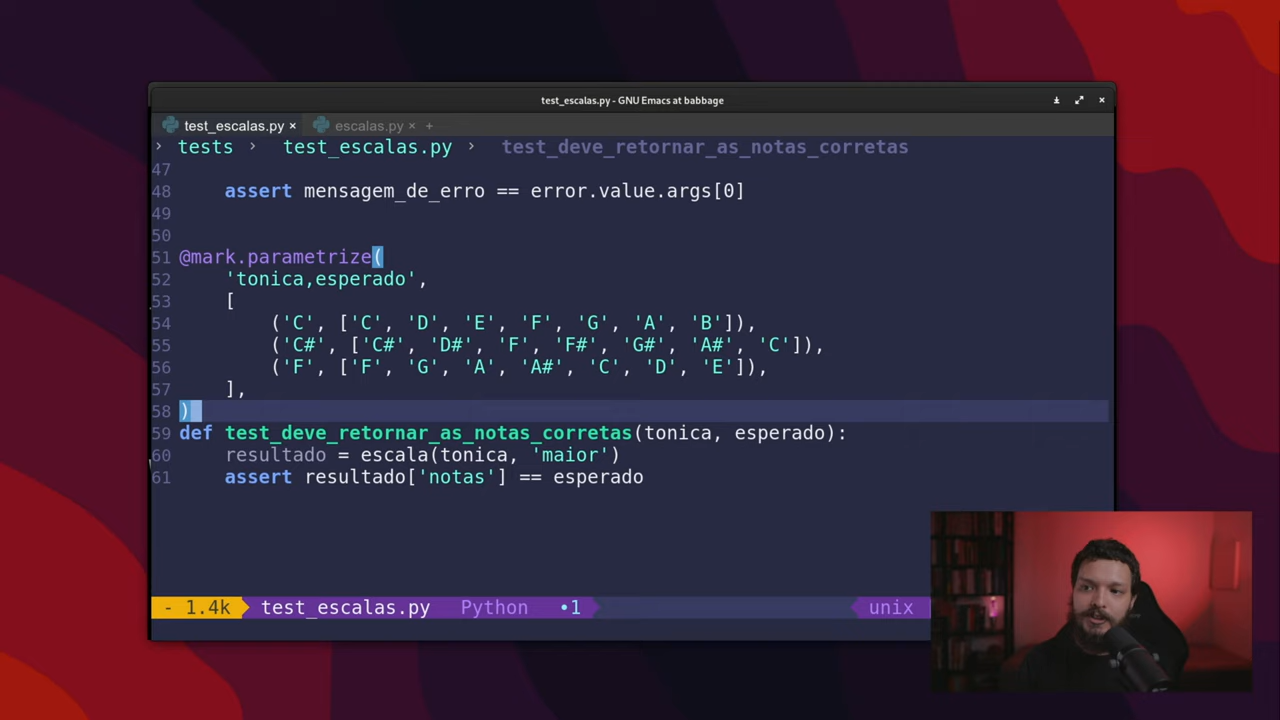 test_escalas.py - GNU Emacs at babbage
test_escalas.py × escalas.py × +
› tests › test_escalas.py › test_deve_retornar_as_notas_corretas
47
48 assert mensagem_de_erro == error.value.args[0]
49
50
51 @mark.parametrize(
52 'tonica,esperado',
53 [
54 ('C', ['C', 'D', 'E', 'F', 'G', 'A', 'B']),
55 ('C#', ['C#', 'D#', 'F', 'F#', 'G#', 'A#', 'C']),
56 ('F', ['F', 'G', 'A', 'A#', 'C', 'D', 'E']),
57 ],
58 )
59 def test_deve_retornar_as_notas_corretas(tonica, esperado):
60 resultado = escala(tonica, 'maior')
61 assert resultado['notas'] == esperado
- 1.4k test_escalas.py Python •1 unix